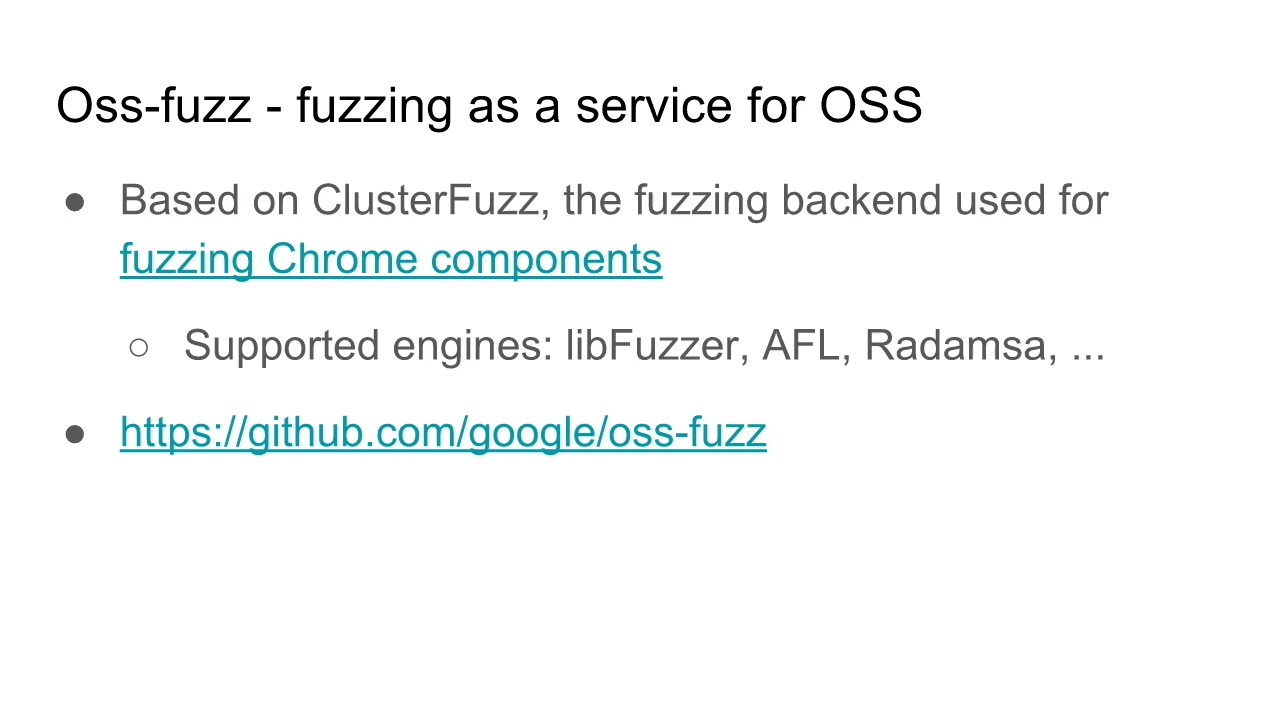 Oss-fuzz - fuzzing as a service for OSS
● Based on ClusterFuzz, the fuzzing backend used for
fuzzing Chrome components
○ Supported engines: libFuzzer, AFL, Radamsa, ...
● https://github.com/google/oss-fuzz